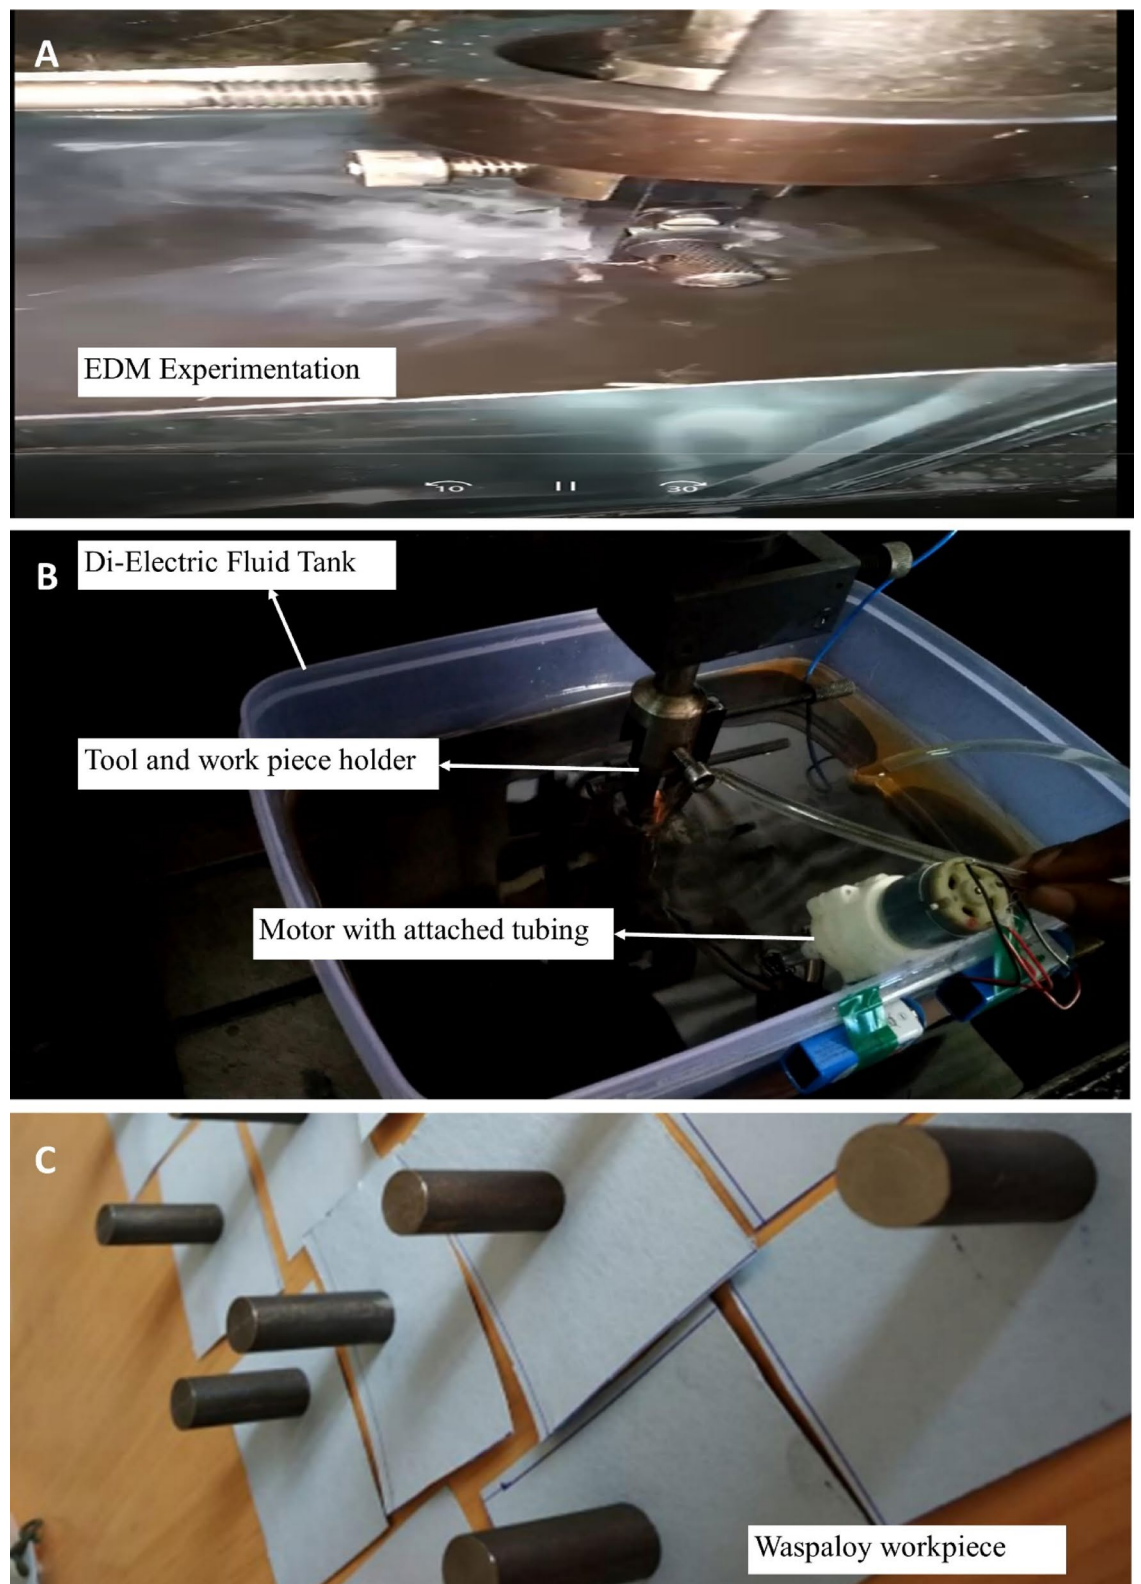 A
EDM Experimentation
10
30
B
Di-Electric Fluid Tank
Tool and work piece holder
Motor with attached tubing
C
Waspaloy workpiece